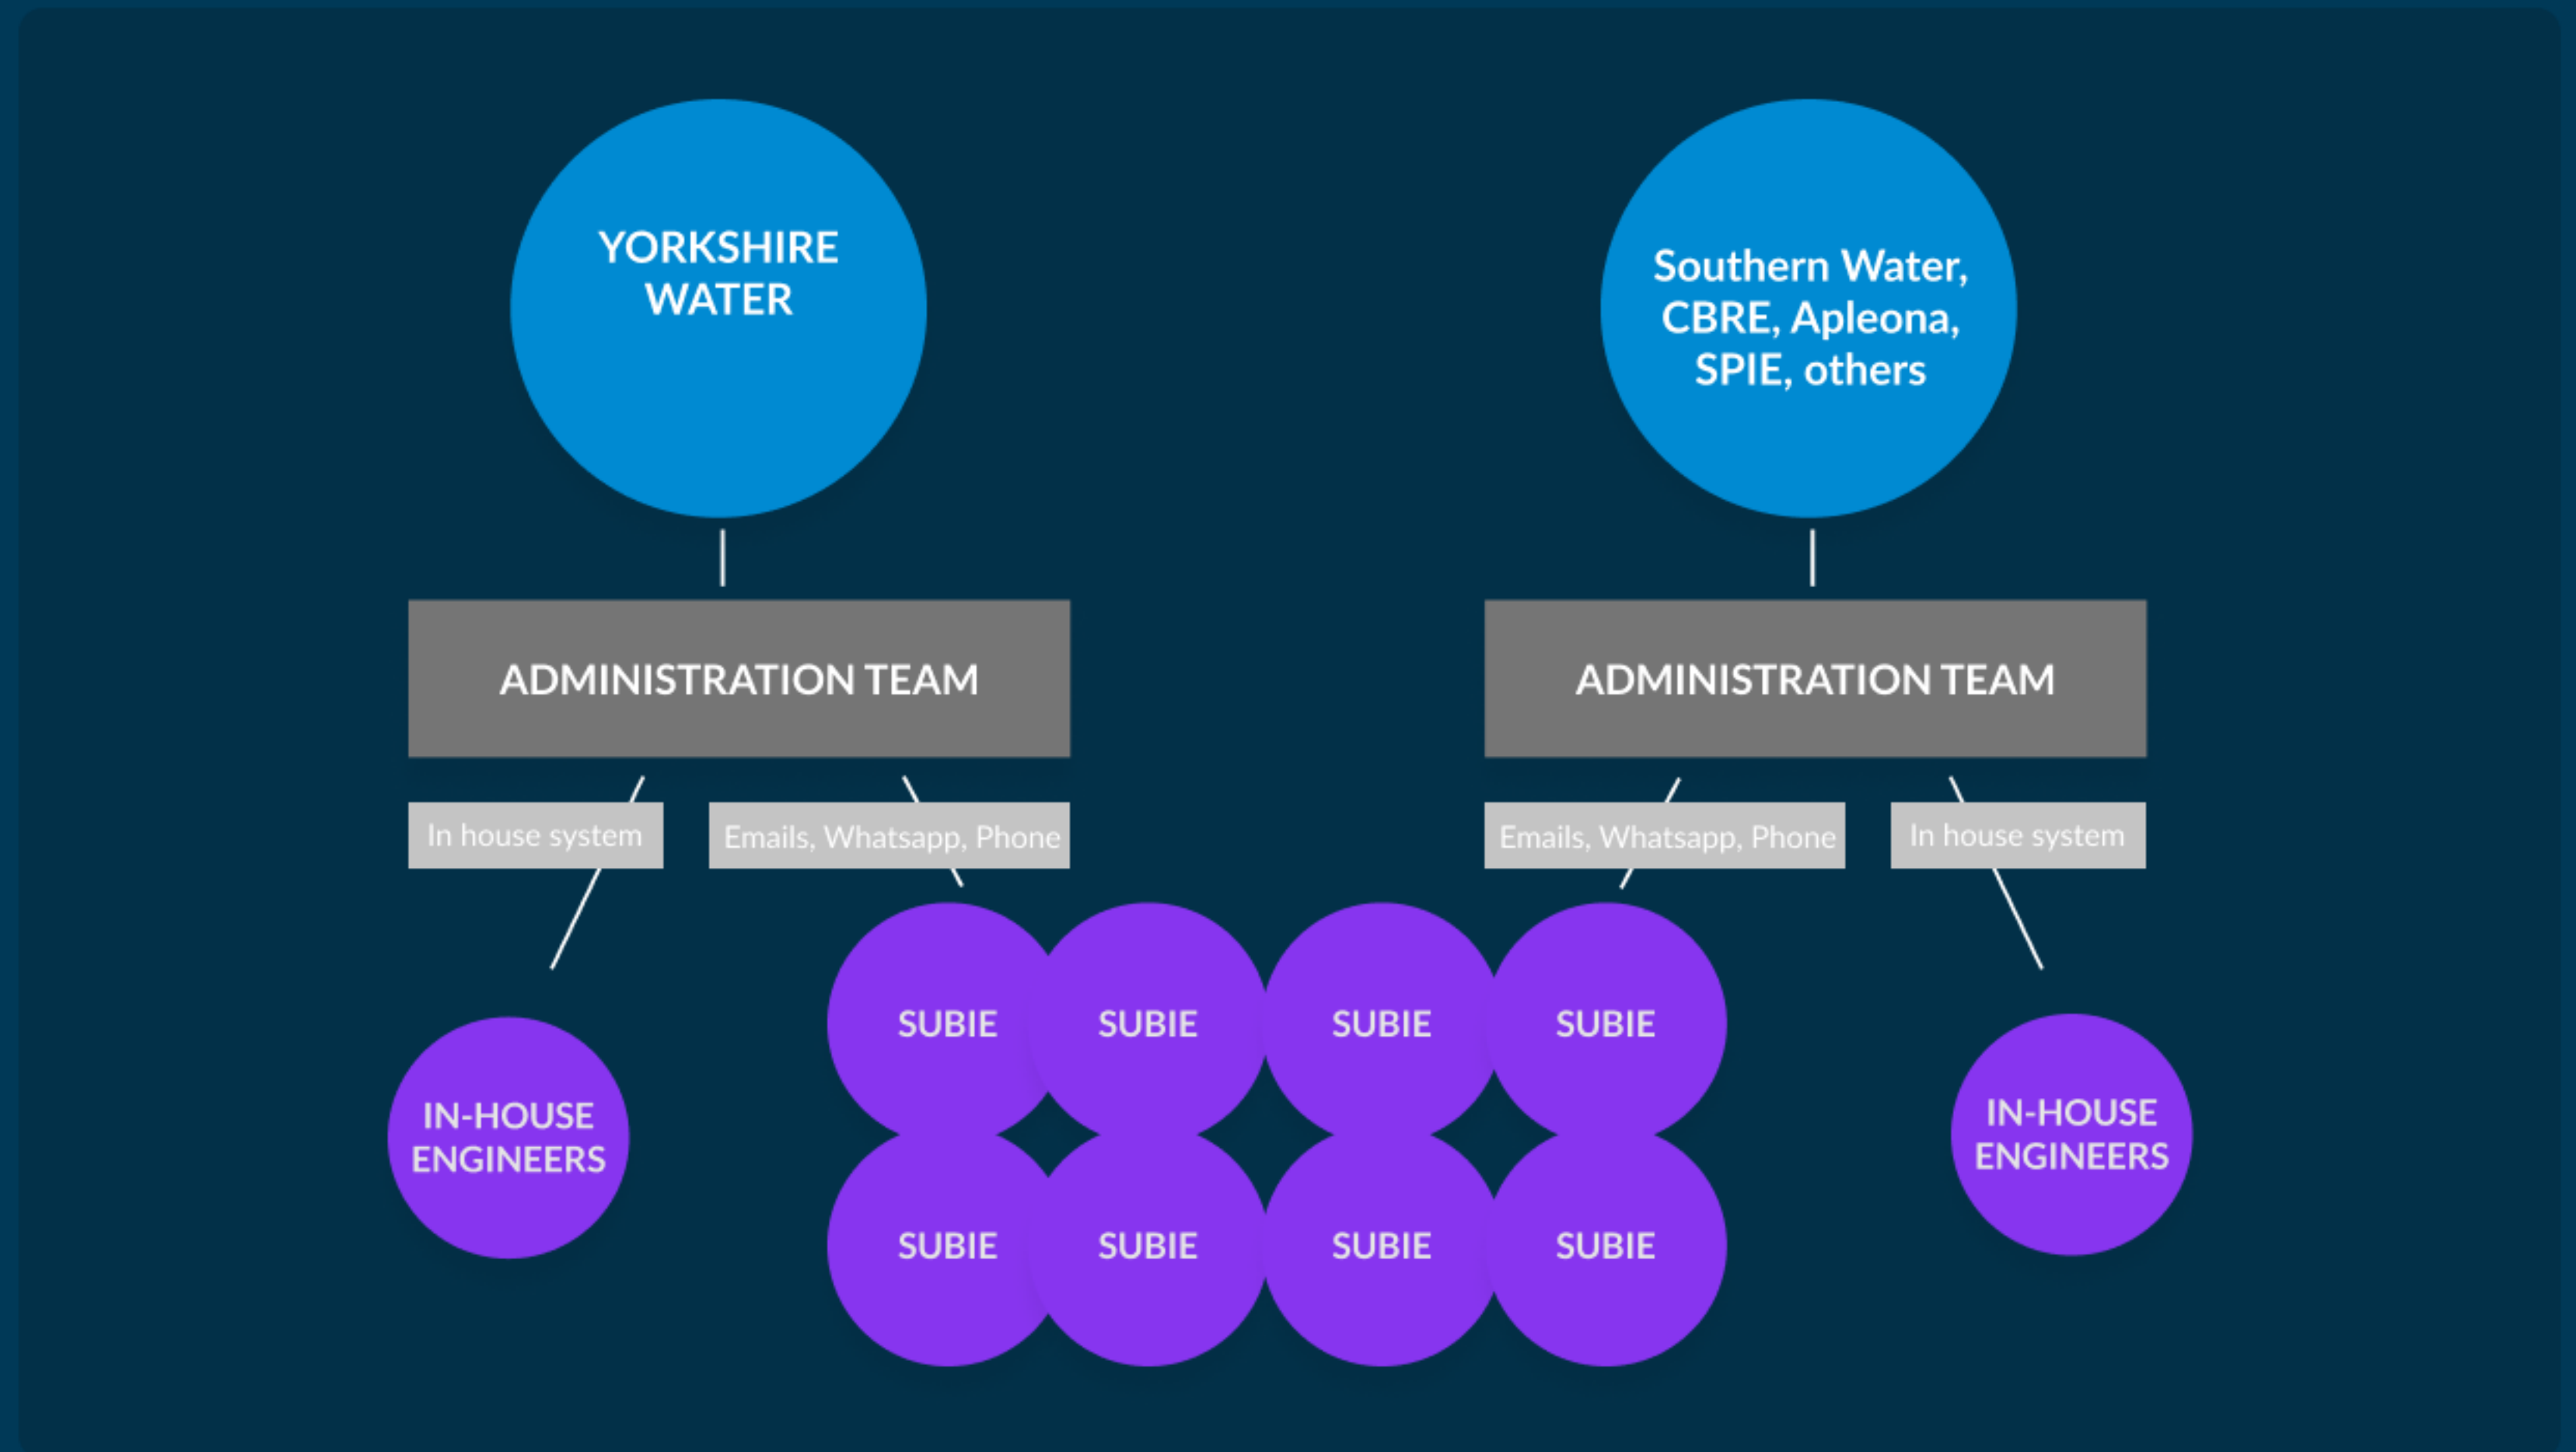 YORKSHIRE
WATER
Southern Water,
CBRE, Apleona,
SPIE, others
ADMINISTRATION TEAM
ADMINISTRATION TEAM
In house system
Emails, Whatsapp, Phone
Emails, Whatsapp, Phone
In house system
SUBIE
SUBIE
SUBIE
SUBIE
IN-HOUSE
ENGINEERS
IN-HOUSE
ENGINEERS
SUBIE
SUBIE
SUBIE
SUBIE